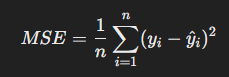 MSE = \frac{1}{n} \sum_{i=1}^{n} (y_i - \hat{y}_i)^2